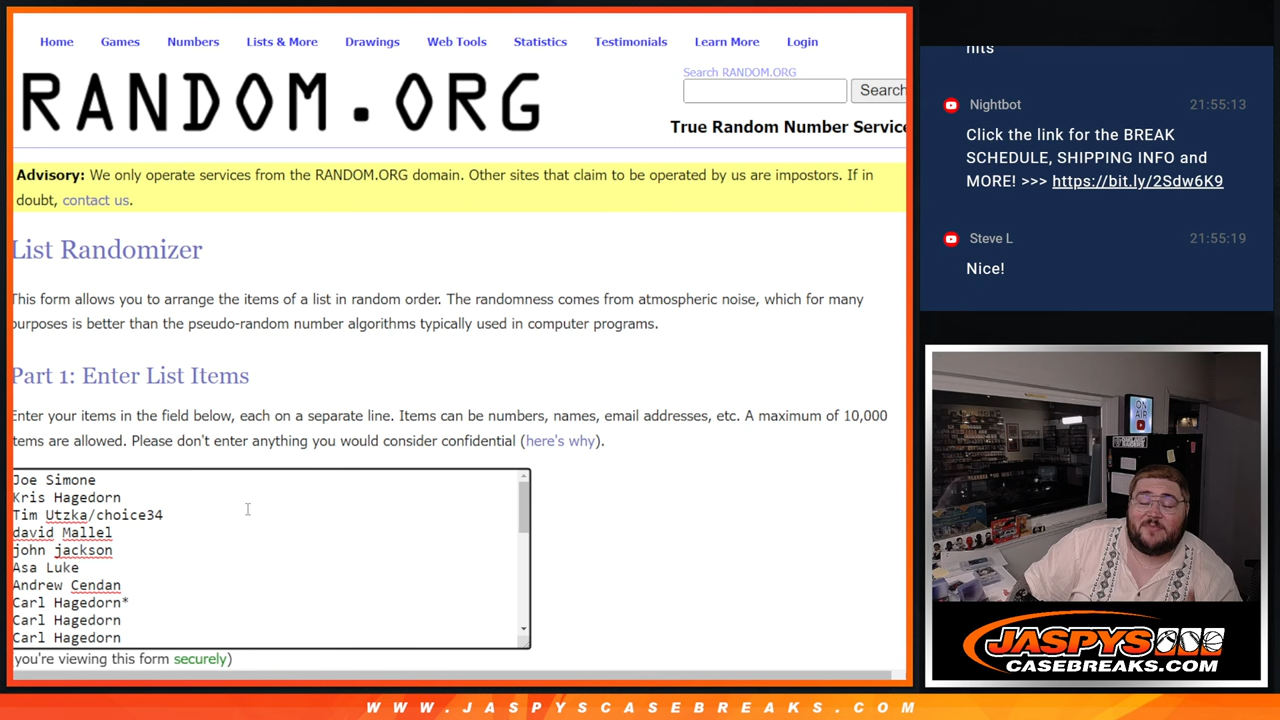 Home Games Numbers Lists & More Drawings Web Tools Statistics Testimonials Learn More Login
RANDOM.ORG
Search RANDOM.ORG
Search
True Random Number Service
Advisory: We only operate services from the RANDOM.ORG domain. Other sites that claim to be operated by us are impostors. If in
doubt, contact us.
List Randomizer
This form allows you to arrange the items of a list in random order. The randomness comes from atmospheric noise, which for many
purposes is better than the pseudo-random number algorithms typically used in computer programs.
Part 1: Enter List Items
Enter your items in the field below, each on a separate line. Items can be numbers, names, email addresses, etc. A maximum of 10,000
items are allowed. Please don't enter anything you would consider confidential (here's why).
Joe Simone
Kris Hagedorn
Tim Utzka/choice34
david Mallel
john jackson
Asa Luke
Andrew Cendan
Carl Hagedorn*
Carl Hagedorn
Carl Hagedorn
(you're viewing this form securely)
hits
Nightbot 21:55:13
Click the link for the BREAK
SCHEDULE, SHIPPING INFO and
MORE! >>> https://bit.ly/2Sdw6K9
Steve L 21:55:19
Nice!
ON
AIR
JASPYS
CASEBREAKS.COM
WWW.JASPYSCASEBREAKS.COM